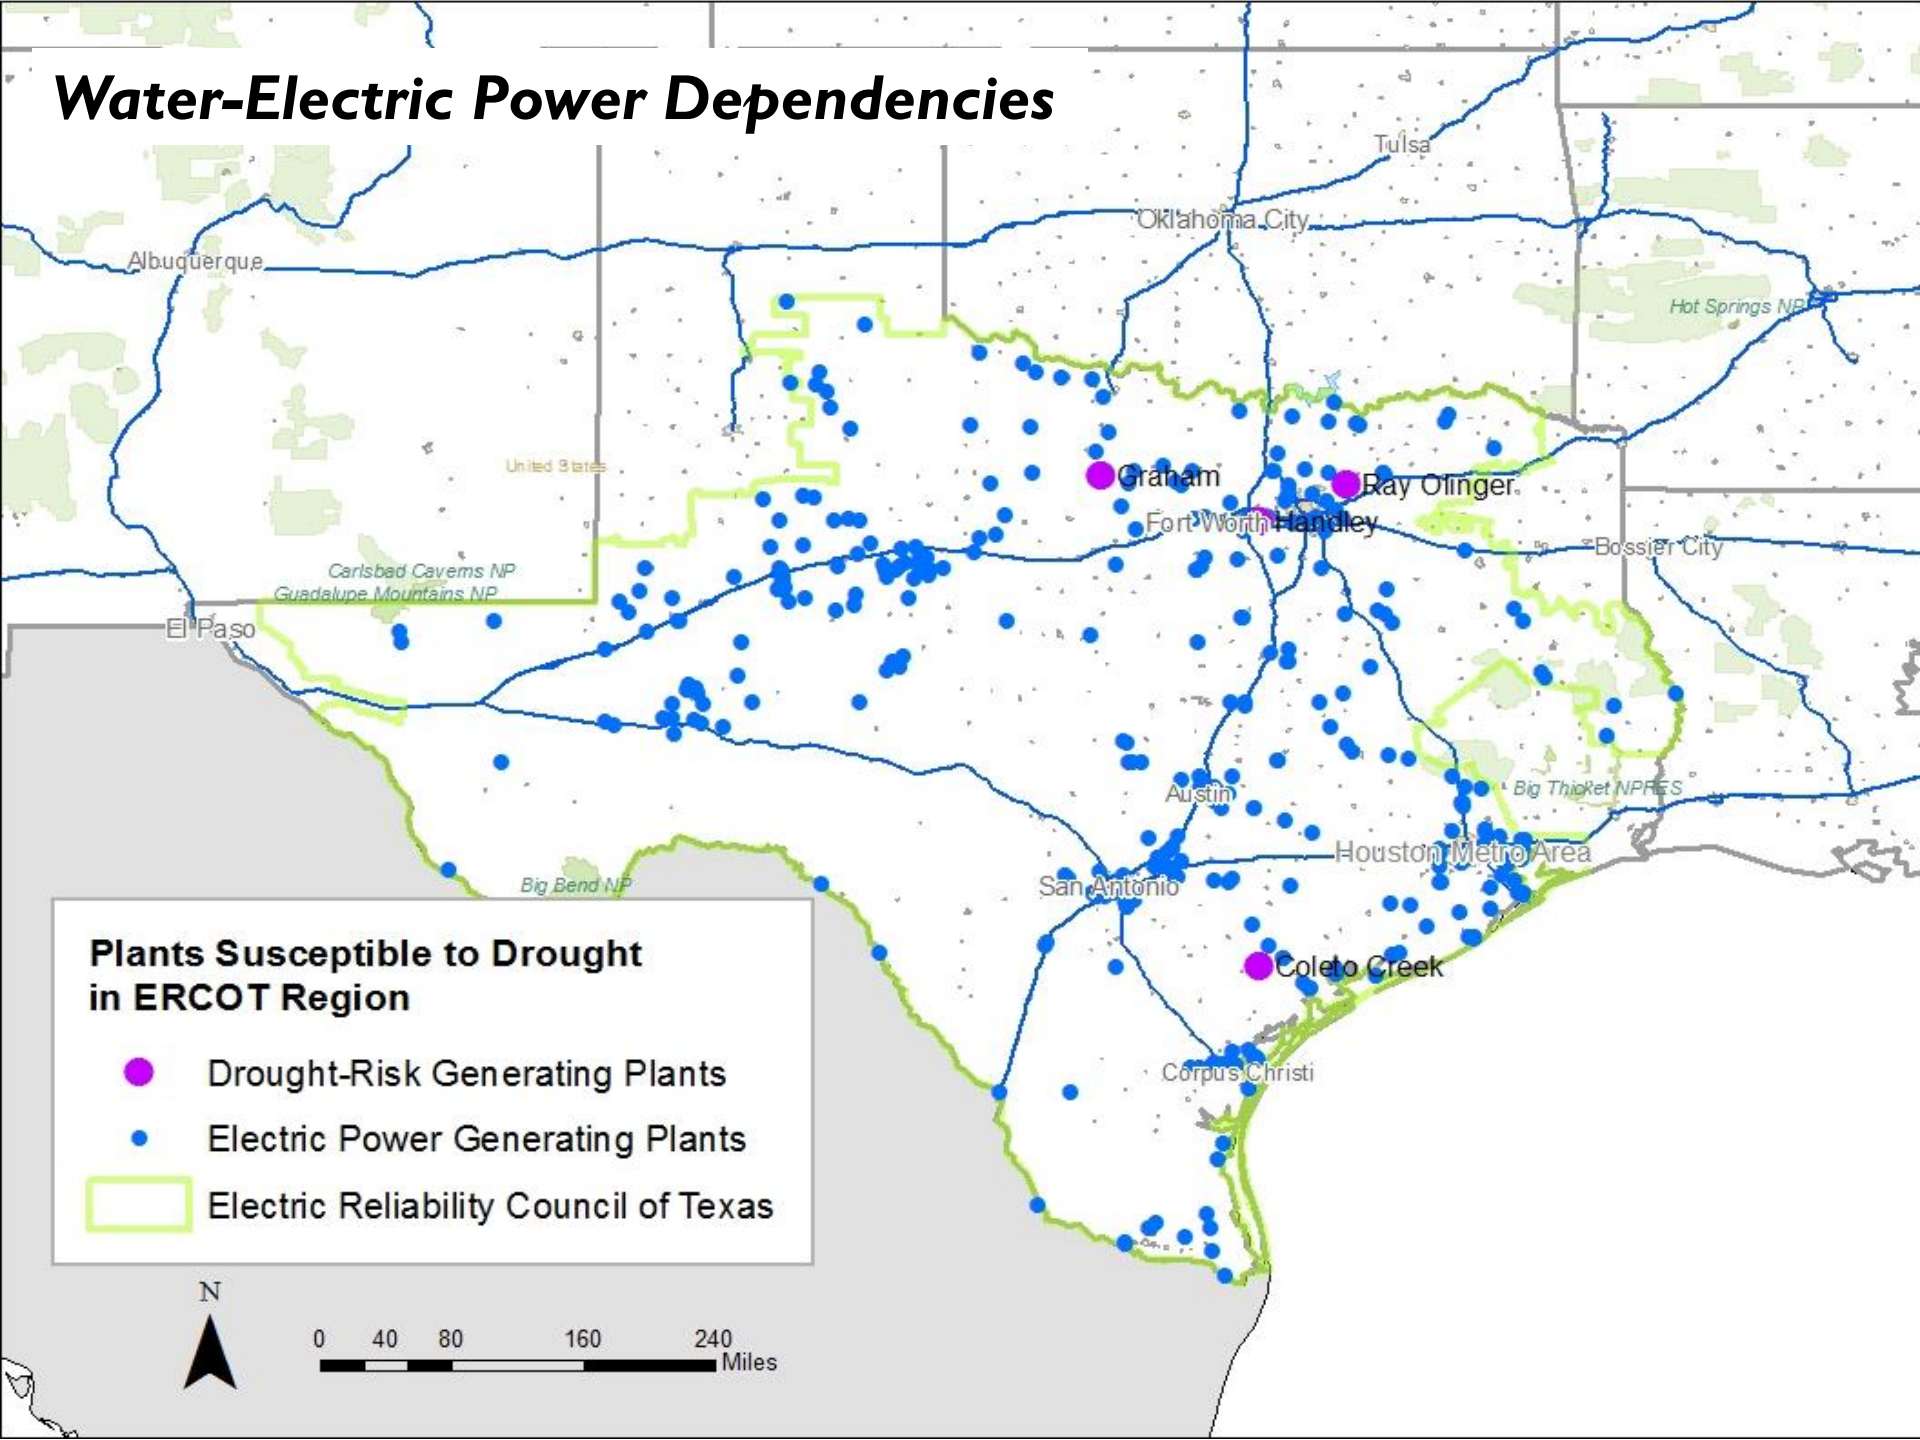 Water-Electric Power Dependencies
Tulsa
Oklahoma City
Albuquerque
Hot Springs NP
United States
Graham
Ray Olinger
Fort Worth
Handley
Bossier City
Carlsbad Caverns NP
Guadalupe Mountains NP
El Paso
Big Thicket NPRES
Austin
Houston Metro Area
San Antonio
Big Bend NP
Coleto Creek
Corpus Christi
Plants Susceptible to Drought
in ERCOT Region
Drought-Risk Generating Plants
Electric Power Generating Plants
Electric Reliability Council of Texas
N
0 40 80 160 240
Miles